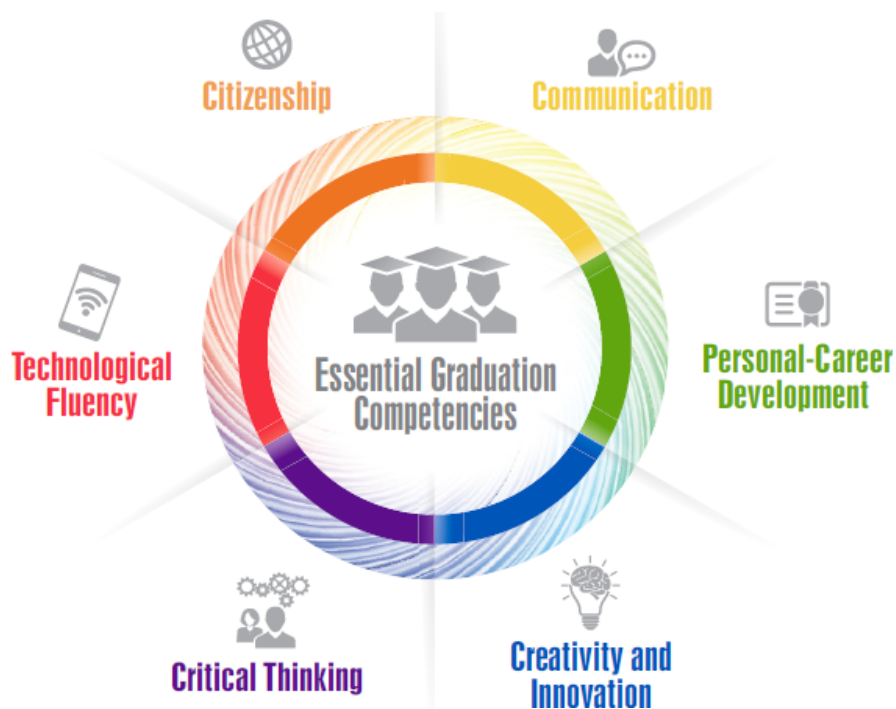 Citizenship
Communication
Technological
Fluency
Essential Graduation
Competencies
Personal-Career
Development
Critical Thinking
Creativity and
Innovation